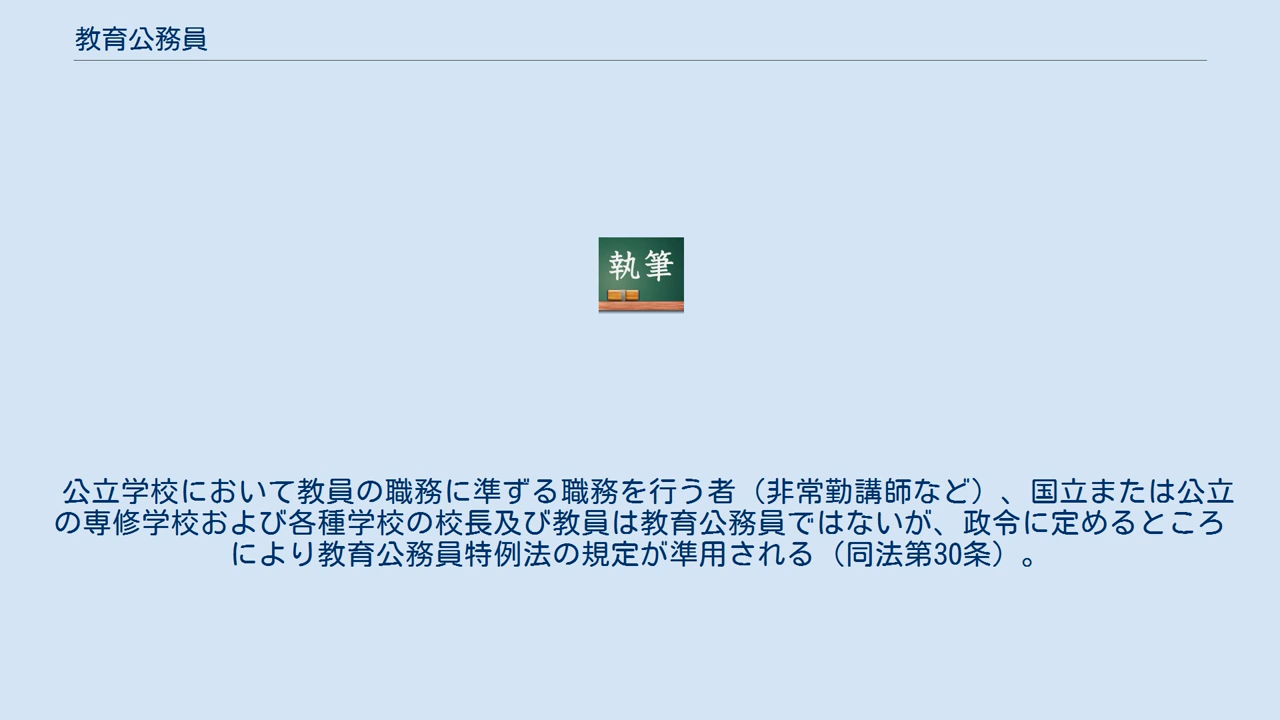 教育公務員
執筆
公立学校において教員の職務に準ずる職務を行う者（非常勤講師など）、国立または公立
の専修学校および各種学校の校長及び教員は教育公務員ではないが、政令に定めるところ
により教育公務員特例法の規定が準用される（同法第30条）。